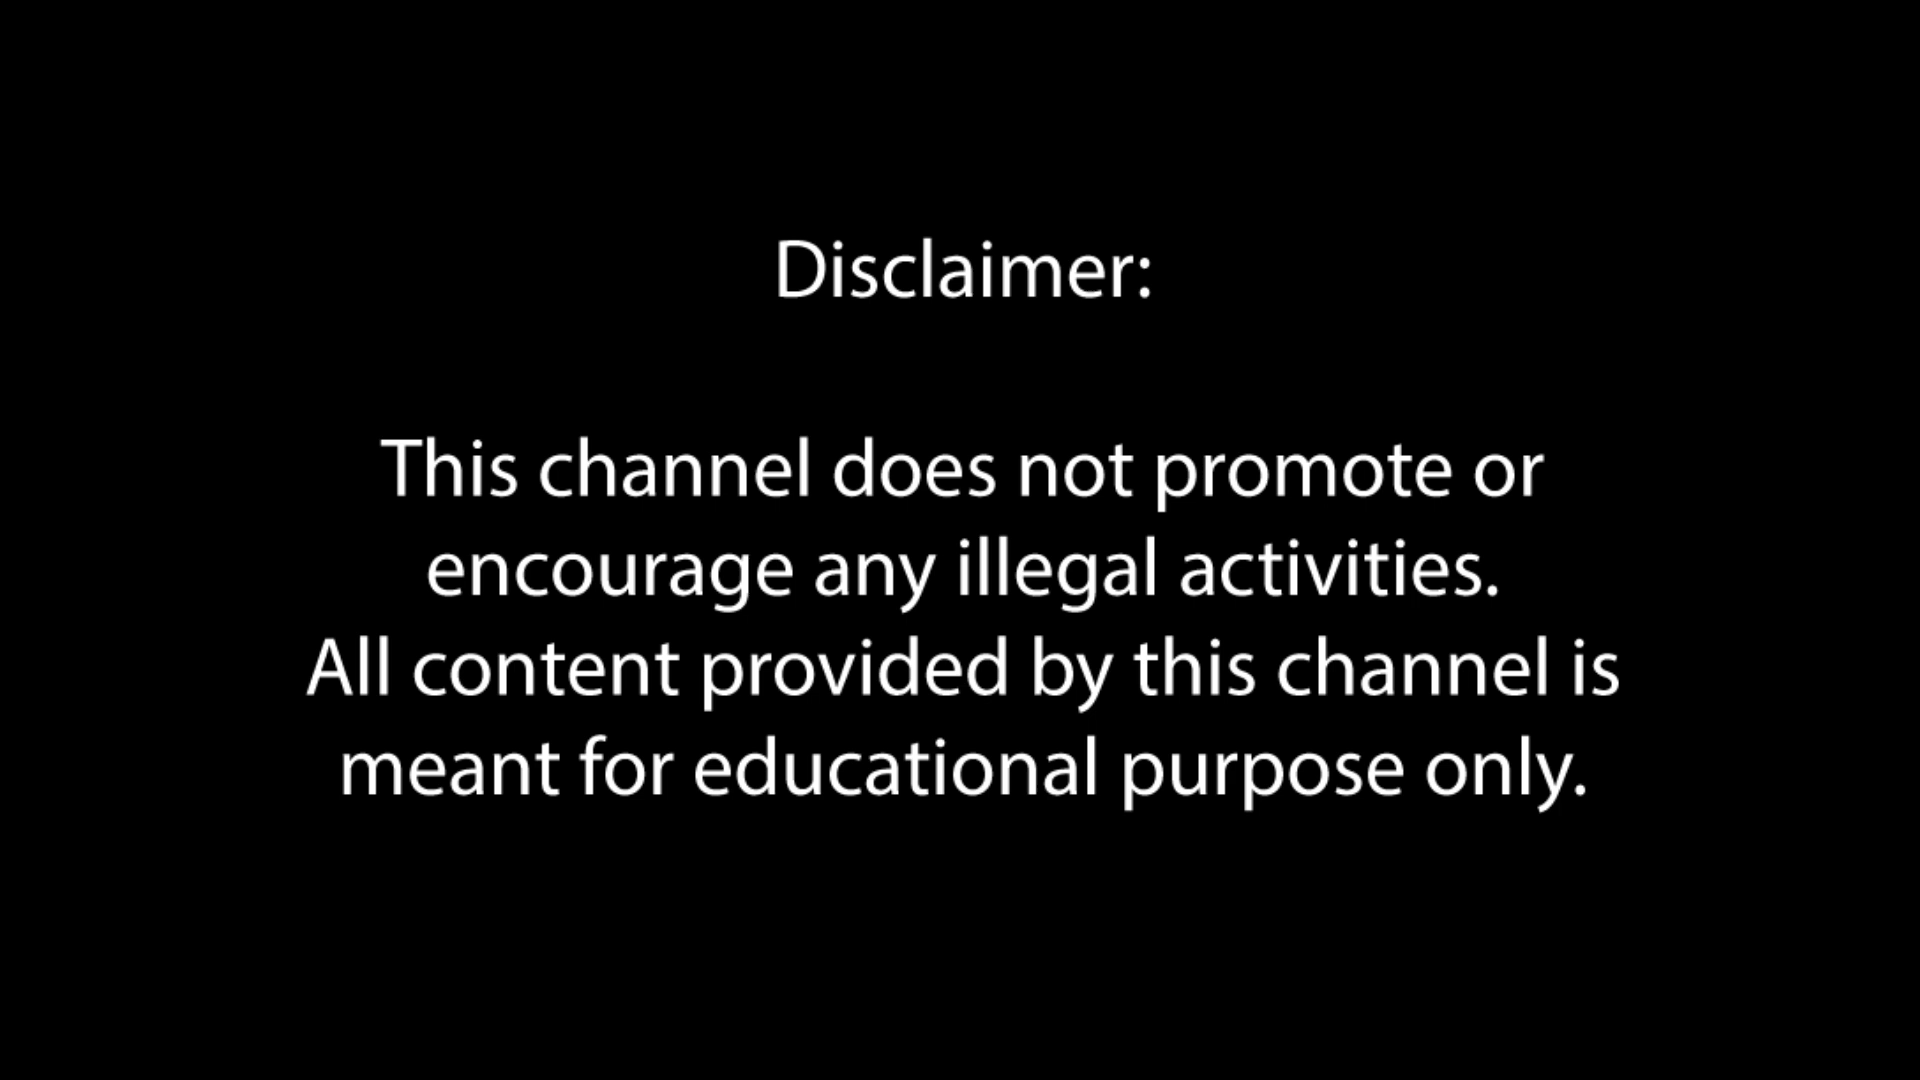 Disclaimer:
This channel does not promote or
encourage any illegal activities.
All content provided by this channel is
meant for educational purpose only.